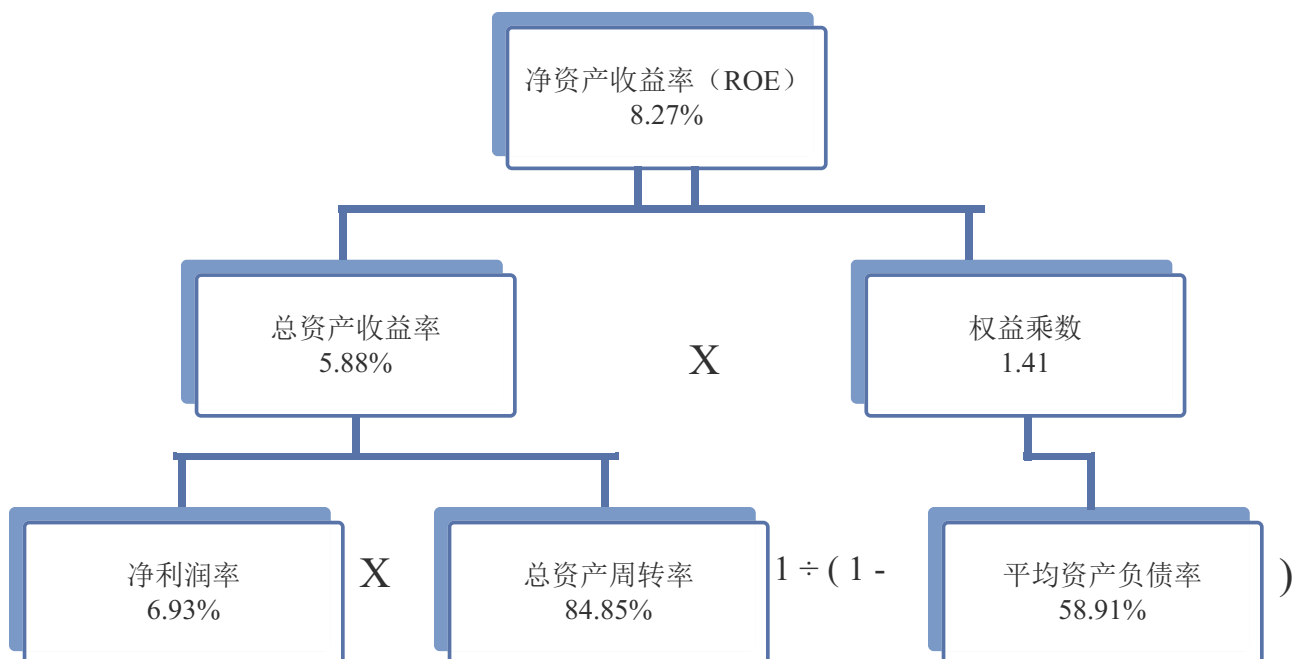 净资产收益率（ROE）
8.27%
总资产收益率
5.88%
X
权益乘数
1.41
净利润率
6.93%
X
总资产周转率
84.85%
1 ÷ ( 1 -
平均资产负债率
58.91%
)